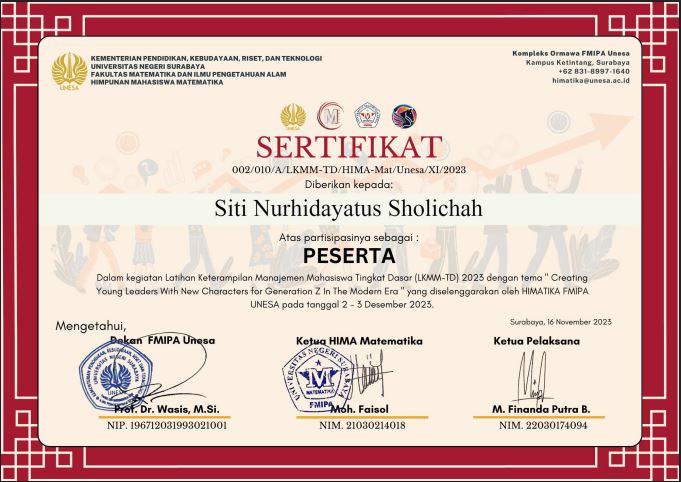 KEMENTERIAN PENDIDIKAN, KEBUDAYAAN, RISET, DAN TEKNOLOGI
UNIVERSITAS NEGERI SURABAYA
FAKULTAS MATEMATIKA DAN ILMU PENGETAHUAN ALAM
HIMPUNAN MAHASISWA MATEMATIKA
UNESA
Kompleks Ormawa FMIPA Unesa
Kampus Ketintang, Surabaya
+62 831-8997-1640
himatika@unesa.ac.id
SERTIFIKAT
002/010/A/LKMM-TD/HIMA-Mat/Unesa/XI/2023
Diberikan kepada:
Siti Nurhidayatus Sholichah
Atas partisipasinya sebagai :
PESERTA
Dalam kegiatan Latihan Keterampilan Manajemen Mahasiswa Tingkat Dasar (LKMM-TD) 2023 dengan tema " Creating
Young Leaders With New Characters for Generation Z In The Modern Era " yang diselenggarakan oleh HIMATIKA FMIPA
UNESA pada tanggal 2 - 3 Desember 2023.
Surabaya, 16 November 2023
Mengetahui,
Dekan FMIPA Unesa
Ketua HIMA Matematika
Ketua Pelaksana
UNESA
UNIVERSITAS NEGERI SURABAYA
M
MATEMATIKA
FMIPA
Prof. Dr. Wasis, M.Si.
Moh. Faisol
M. Finanda Putra B.
NIP. 196712031993021001
NIM. 21030214018
NIM. 22030174094